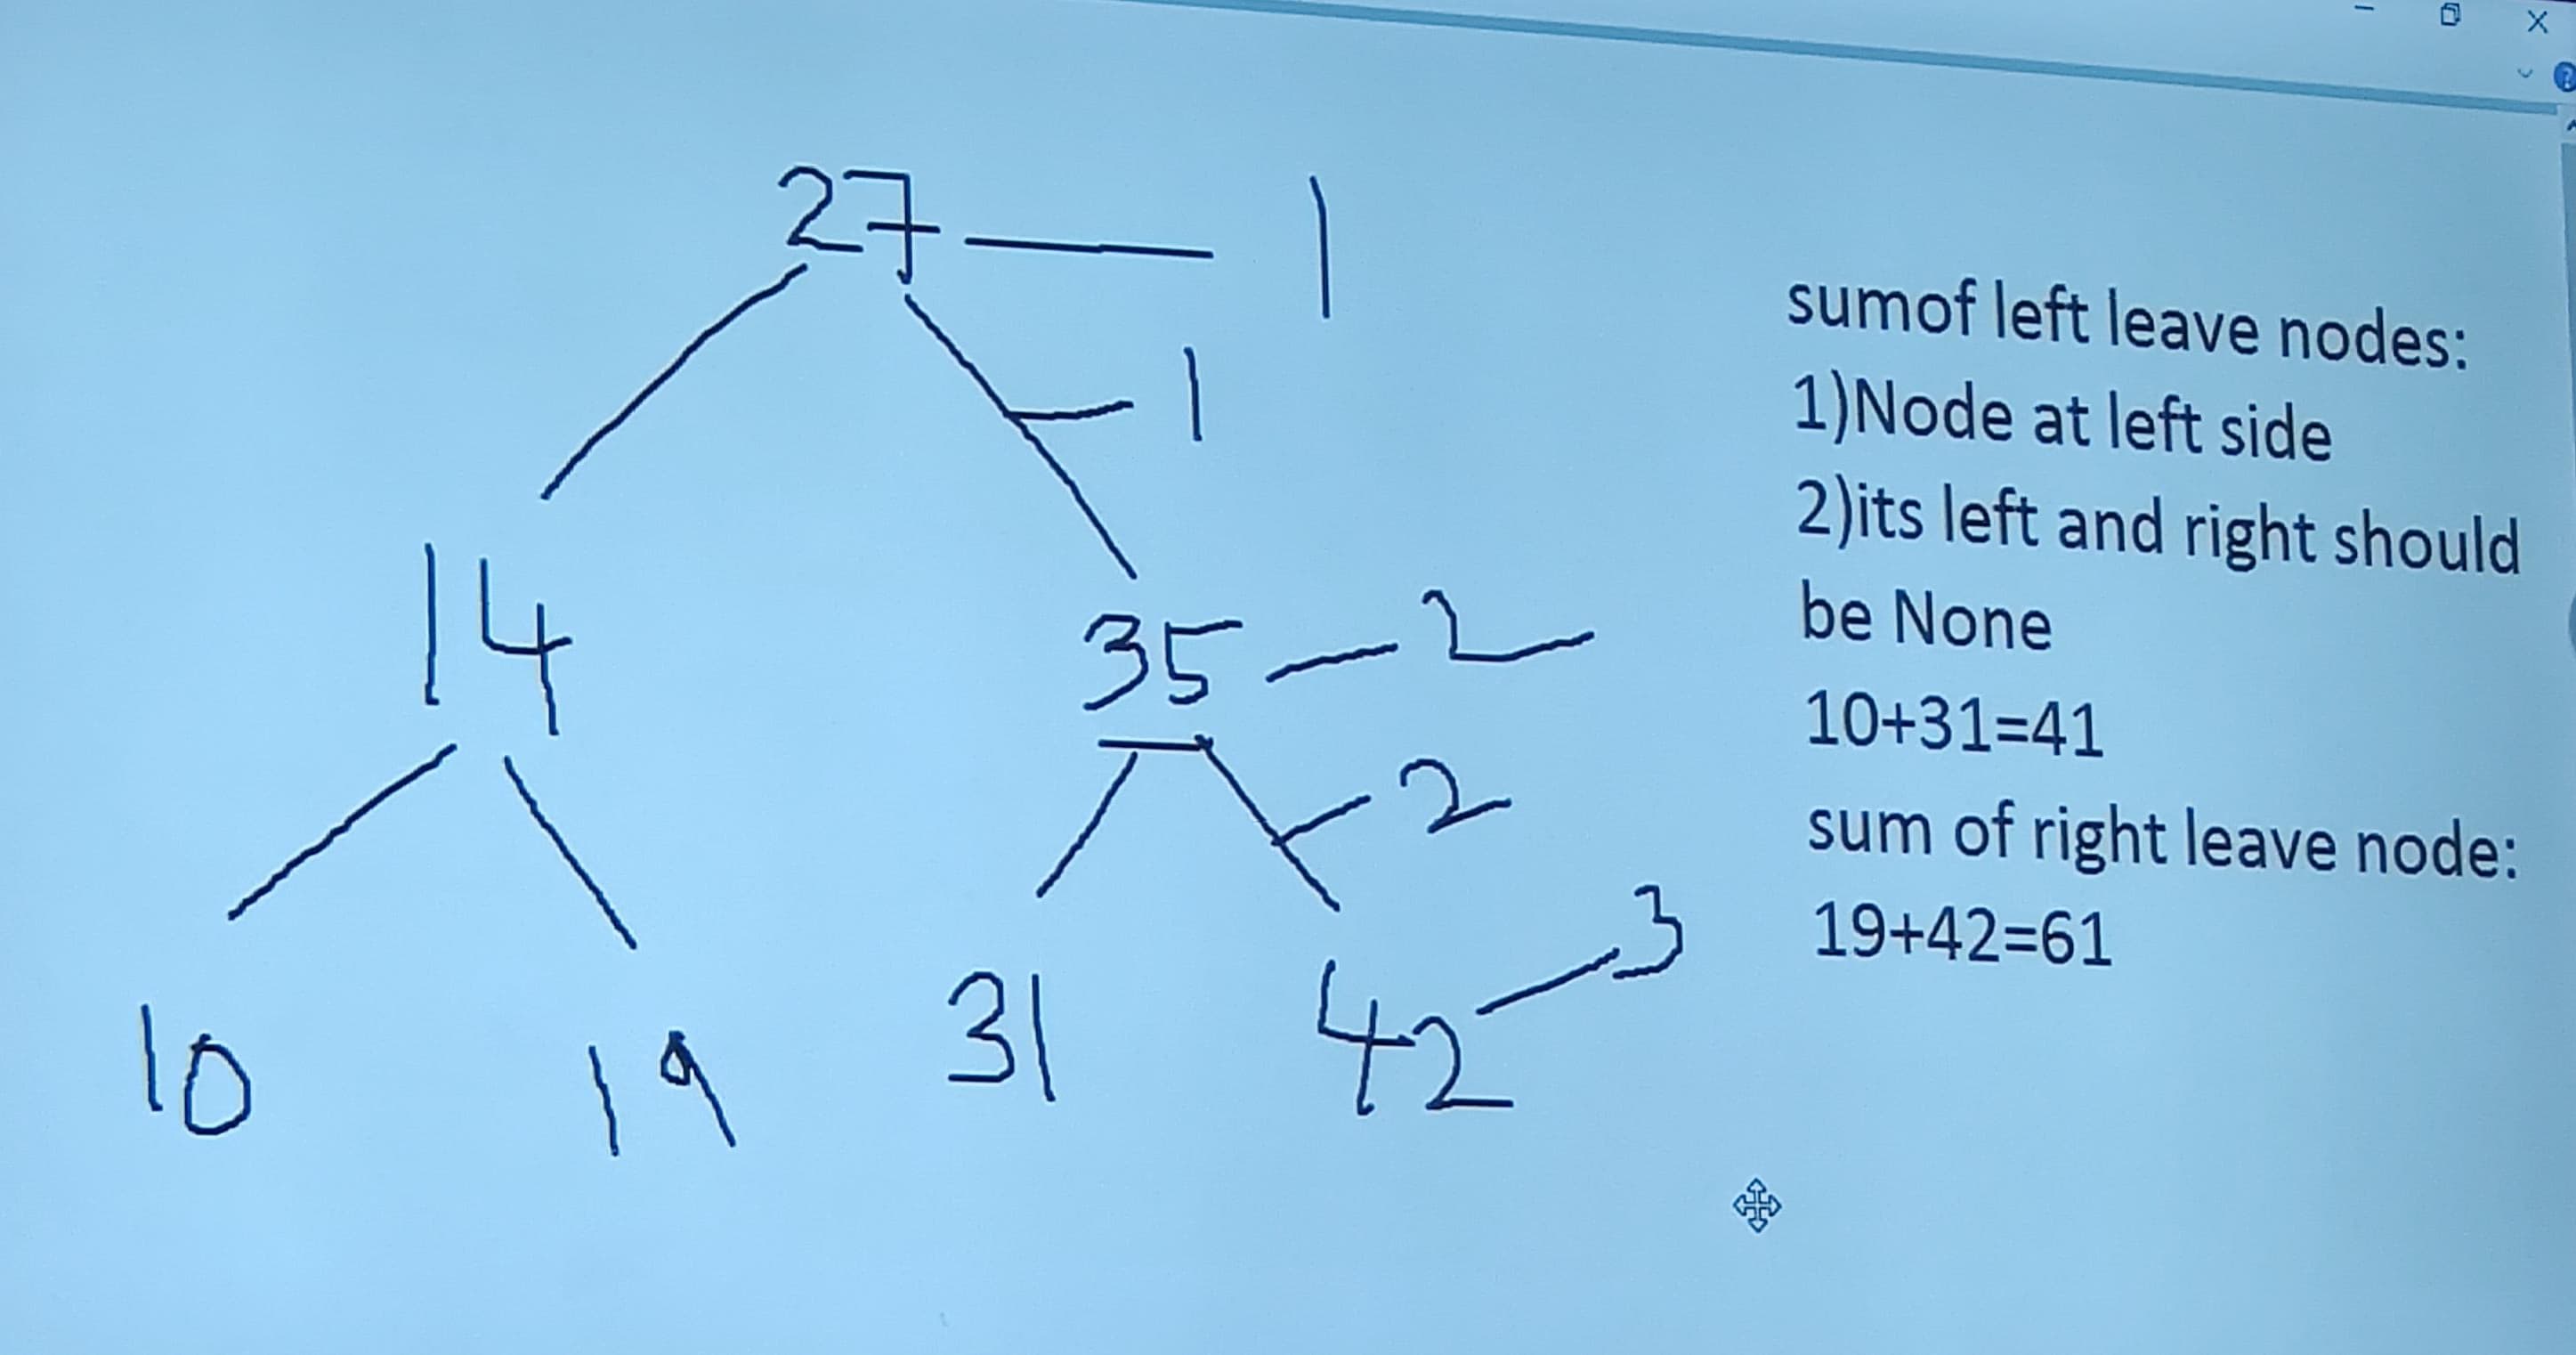 27 1
1
14 35 2
2
3
10 19 31 42
sumof left leave nodes:
1)Node at left side
2)its left and right should
be None
10+31=41
sum of right leave node:
19+42=61